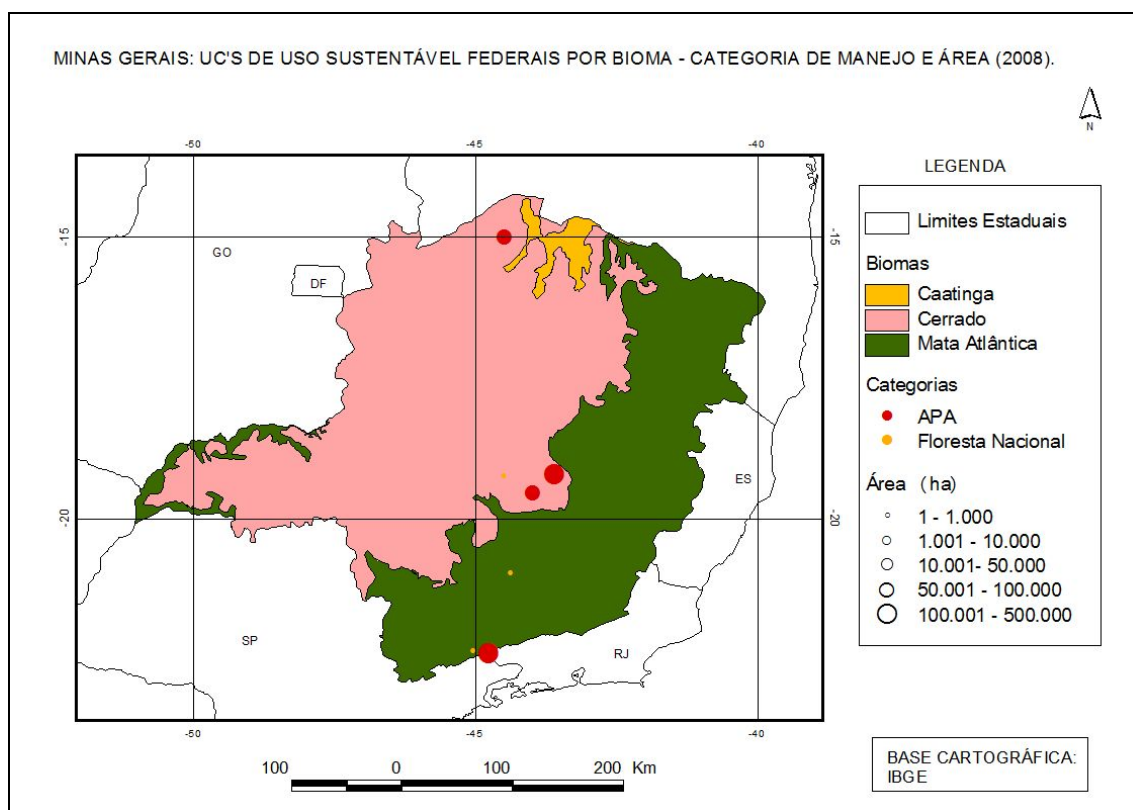 MINAS GERAIS: UC'S DE USO SUSTENTÁVEL FEDERAIS POR BIOMA - CATEGORIA DE MANEJO E ÁREA (2008).
N
-50 -45 -40
-15 -15
GO
DF
ES
-20 -20
SP
RJ
-50 -45 -40
LEGENDA
Limites Estaduais
Biomas
Caatinga
Cerrado
Mata Atlântica
Categorias
APA
Floresta Nacional
Área (ha)
1 - 1.000
1.001 - 10.000
10.001- 50.000
50.001 - 100.000
100.001 - 500.000
100 0 100 200 Km
BASE CARTOGRÁFICA:
IBGE